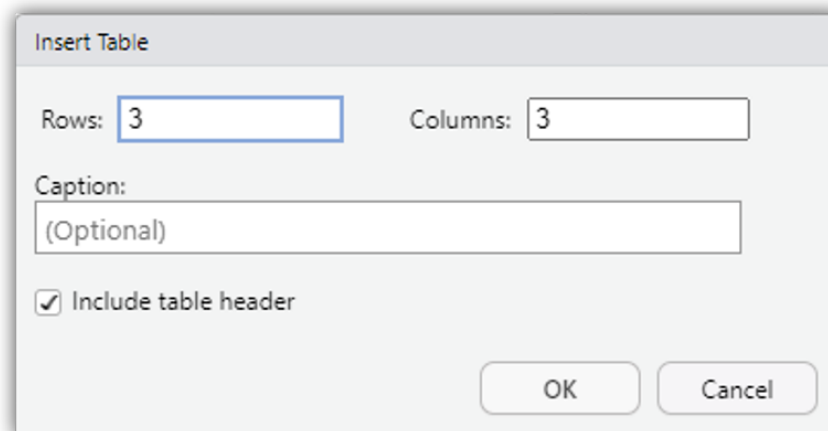 Insert Table
Rows: 3 Columns: 3
Caption:
(Optional)
Include table header
OK Cancel